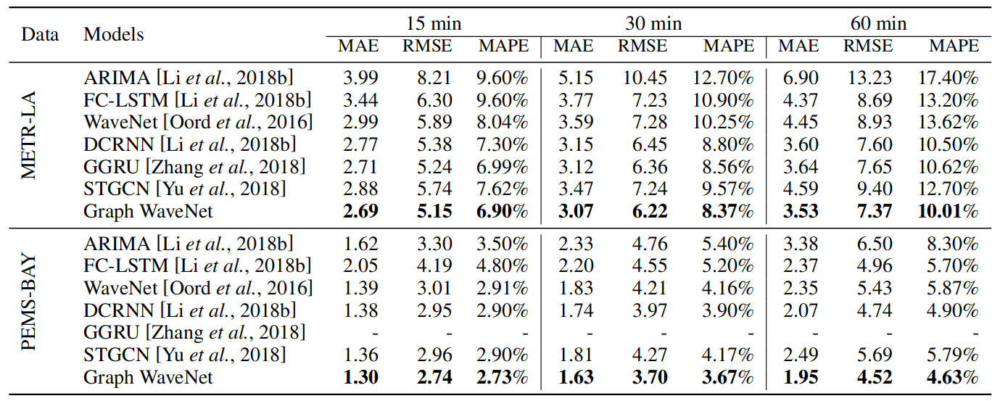 Data Models 15 min 30 min 60 min
MAE RMSE MAPE MAE RMSE MAPE MAE RMSE MAPE
METR-LA
ARIMA [Li et al., 2018b] 3.99 8.21 9.60% 5.15 10.45 12.70% 6.90 13.23 17.40%
FC-LSTM [Li et al., 2018b] 3.44 6.30 9.60% 3.77 7.23 10.90% 4.37 8.69 13.20%
WaveNet [Oord et al., 2016] 2.99 5.89 8.04% 3.59 7.28 10.25% 4.45 8.93 13.62%
DCRNN [Li et al., 2018b] 2.77 5.38 7.30% 3.15 6.45 8.80% 3.60 7.60 10.50%
GGRU [Zhang et al., 2018] 2.71 5.24 6.99% 3.12 6.36 8.56% 3.64 7.65 10.62%
STGCN [Yu et al., 2018] 2.88 5.74 7.62% 3.47 7.24 9.57% 4.59 9.40 12.70%
Graph WaveNet 2.69 5.15 6.90% 3.07 6.22 8.37% 3.53 7.37 10.01%
PEMS-BAY
ARIMA [Li et al., 2018b] 1.62 3.30 3.50% 2.33 4.76 5.40% 3.38 6.50 8.30%
FC-LSTM [Li et al., 2018b] 2.05 4.19 4.80% 2.20 4.55 5.20% 2.37 4.96 5.70%
WaveNet [Oord et al., 2016] 1.39 3.01 2.91% 1.83 4.21 4.16% 2.35 5.43 5.87%
DCRNN [Li et al., 2018b] 1.38 2.95 2.90% 1.74 3.97 3.90% 2.07 4.74 4.90%
GGRU [Zhang et al., 2018] - - - - - - - - -
STGCN [Yu et al., 2018] 1.36 2.96 2.90% 1.81 4.27 4.17% 2.49 5.69 5.79%
Graph WaveNet 1.30 2.74 2.73% 1.63 3.70 3.67% 1.95 4.52 4.63%